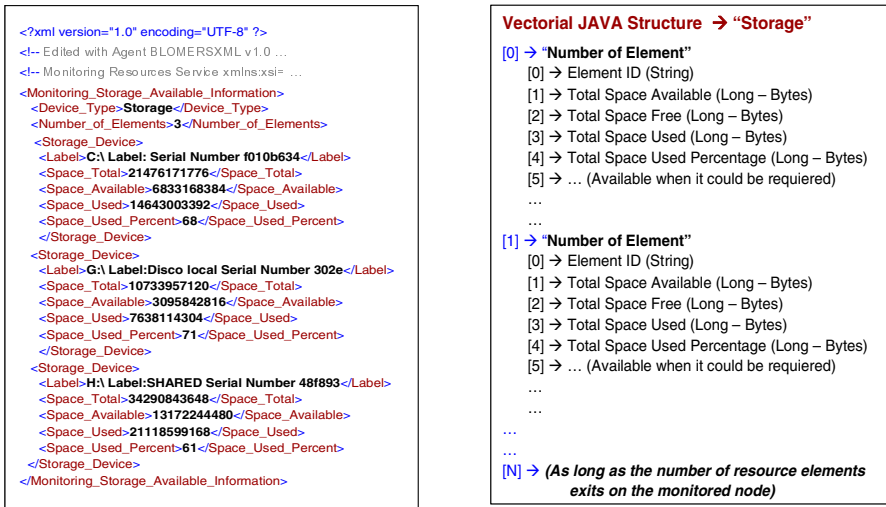 <?xml version="1.0" encoding="UTF-8" ?>
<!-- Edited with Agent BLOMERSXML v1.0 ...
<!-- Monitoring Resources Service xmlns:xsi= ...
<Monitoring_Storage_Available_Information>
<Device_Type>Storage</Device_Type>
<Number_of_Elements>3</Number_of_Elements>
<Storage_Device>
<Label>C:\ Label: Serial Number f010b634</Label>
<Space_Total>21476171776</Space_Total>
<Space_Available>6833168384</Space_Available>
<Space_Used>14643003392</Space_Used>
<Space_Used_Percent>68</Space_Used_Percent>
</Storage_Device>
<Storage_Device>
<Label>G:\ Label:Disco local Serial Number 302e</Label>
<Space_Total>10733957120</Space_Total>
<Space_Available>3095842816</Space_Available>
<Space_Used>7638114304</Space_Used>
<Space_Used_Percent>71</Space_Used_Percent>
</Storage_Device>
<Storage_Device>
<Label>H:\ Label:SHARED Serial Number 48f893</Label>
<Space_Total>34290843648</Space_Total>
<Space_Available>13172244480</Space_Available>
<Space_Used>21118599168</Space_Used>
<Space_Used_Percent>61</Space_Used_Percent>
</Storage_Device>
</Monitoring_Storage_Available_Information>
Vectorial JAVA Structure → “Storage”
[0] → “Number of Element”
[0] → Element ID (String)
[1] → Total Space Available (Long – Bytes)
[2] → Total Space Free (Long – Bytes)
[3] → Total Space Used (Long – Bytes)
[4] → Total Space Used Percentage (Long – Bytes)
[5] → … (Available when it could be requiered)
…
…
[1] → “Number of Element”
[0] → Element ID (String)
[1] → Total Space Available (Long – Bytes)
[2] → Total Space Free (Long – Bytes)
[3] → Total Space Used (Long – Bytes)
[4] → Total Space Used Percentage (Long – Bytes)
[5] → … (Available when it could be requiered)
…
…
…
…
[N] → (As long as the number of resource elements
exits on the monitored node)